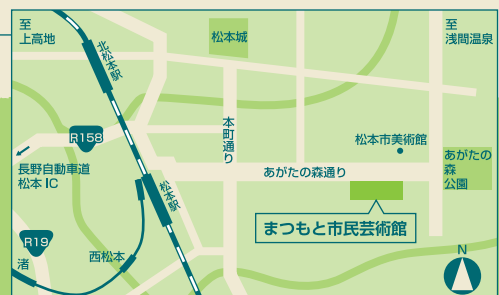 至
上高地
松本城
至
浅間温泉
北松本駅
本町通り
R158
松本市美術館
長野自動車道
松本 IC
あがたの森通り
あがたの
森
公園
松本駅
まつもと市民芸術館
R19
渚
西松本
N